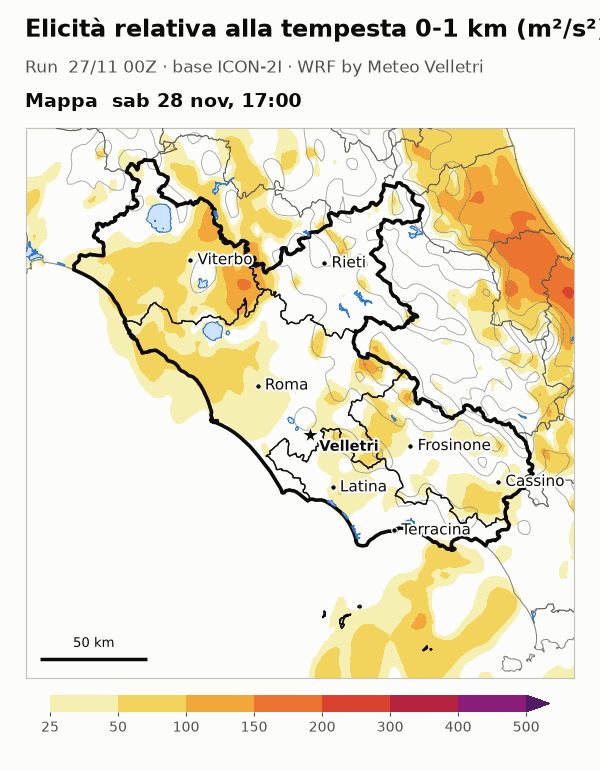 Elicità relativa alla tempesta 0-1 km (m²/s²)
Run  27/11 00Z · base ICON-2I · WRF by Meteo Velletri
Mappa  sab 28 nov, 17:00
Viterbo
Rieti
Roma
Velletri
Frosinone
Latina
Cassino
Terracina
50 km
25 50 100 150 200 300 400 500